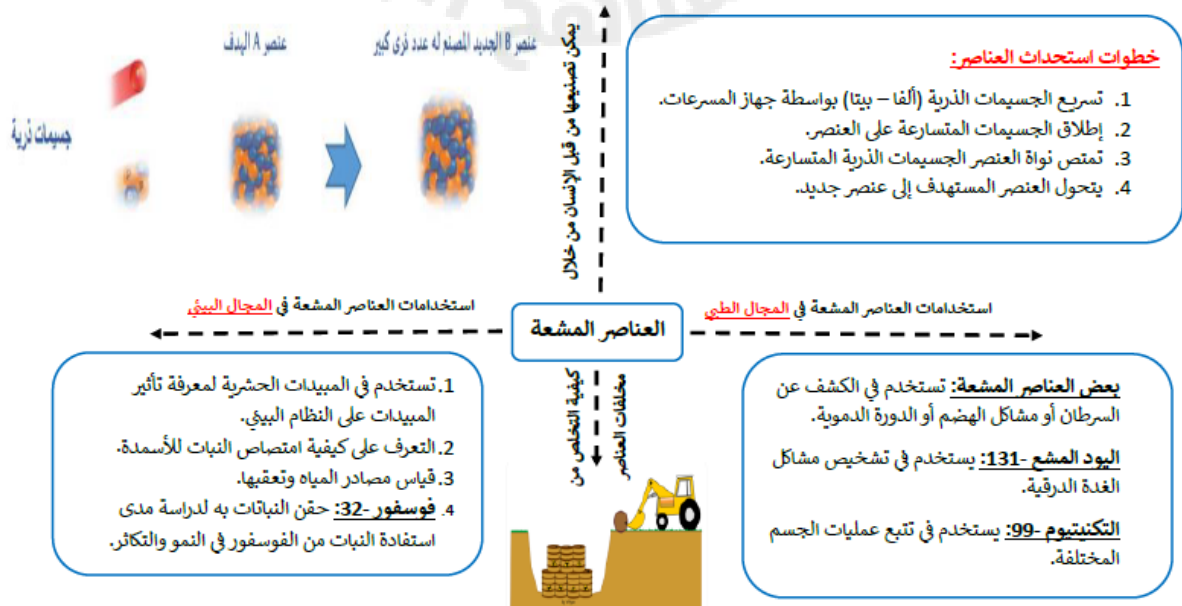 عنصر B الجديد المصنع له عدد ذري كبير
عنصر A الهدف
جسيمات ذرية
يمكن تصنيعها من قبل الإنسان من خلال
خطوات استحداث العناصر:
1. تسريع الجسيمات الذرية (ألفا – بيتا) بواسطة جهاز المسرعات.
2. إطلاق الجسيمات المتسارعة على العنصر.
3. تمتص نواة العنصر الجسيمات الذرية المتسارعة.
4. يتحول العنصر المستهدف إلى عنصر جديد.
استخدامات العناصر المشعة في المجال الطبي
العناصر المشعة
استخدامات العناصر المشعة في المجال البيئي
بعض العناصر المشعة: تستخدم في الكشف عن
السرطان أو مشاكل الهضم أو الدورة الدموية.
اليود المشع -131: يستخدم في تشخيص مشاكل
الغدة الدرقية.
التكنيتيوم -99: يستخدم في تتبع عمليات الجسم
المختلفة.
كيفية التخلص من
مخلفات العناصر
1. تستخدم في المبيدات الحشرية لمعرفة تأثير
المبيدات على النظام البيئي.
2. التعرف على كيفية امتصاص النبات للأسمدة.
3. قياس مصادر المياه وتعقبها.
4. فوسفور -32: حقن النباتات به لدراسة مدى
استفادة النبات من الفوسفور في النمو والتكاثر.